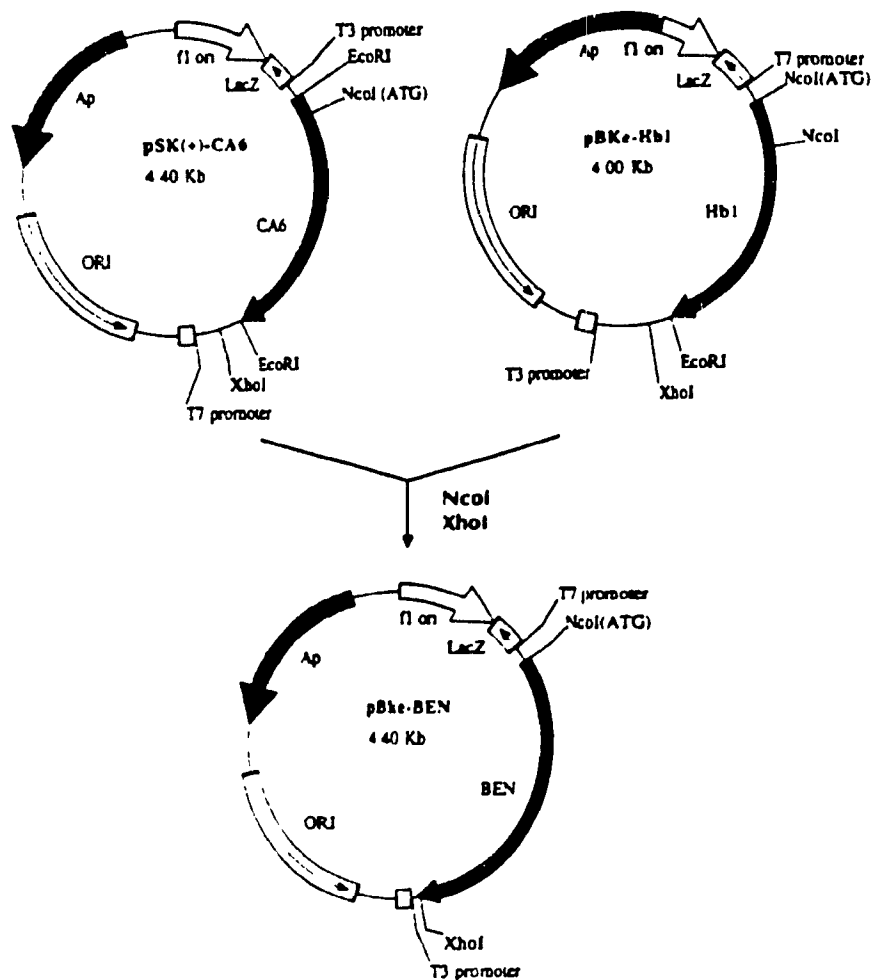 T3 promoter
EcoRI
NcoI (ATG)
f1 ori
LacZ
Ap
pSK(+)-CA6
4 40 Kb
CA6
ORI
EcoRI
XhoI
T7 promoter
T7 promoter
NcoI(ATG)
NcoI
f1 ori
LacZ
Ap
pBKe-Hb1
4 00 Kb
ORI
Hb1
EcoRI
XhoI
T3 promoter
NcoI
XhoI
T7 promoter
NcoI(ATG)
f1 ori
LacZ
Ap
pBke-BEN
4 40 Kb
BEN
ORI
XhoI
T3 promoter